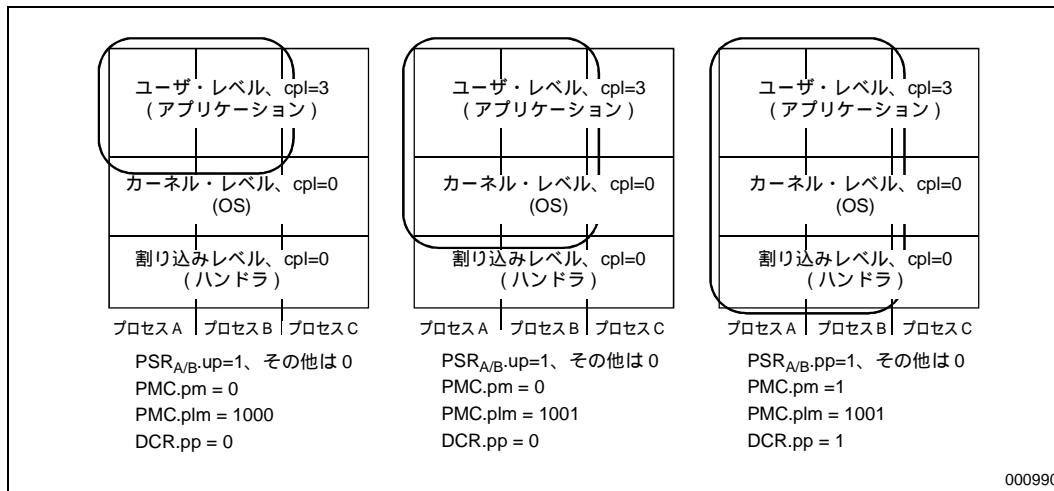 ユーザ・レベル、cpl=3
(アプリケーション)
カーネル・レベル、cpl=0
(OS)
割り込みレベル、cpl=0
(ハンドラ)
プロセスA プロセスB プロセスC
PSRA/B.up=1、その他は0
PMC.pm = 0
PMC.plm = 1000
DCR.pp = 0
ユーザ・レベル、cpl=3
(アプリケーション)
カーネル・レベル、cpl=0
(OS)
割り込みレベル、cpl=0
(ハンドラ)
プロセスA プロセスB プロセスC
PSRA/B.up=1、その他は0
PMC.pm = 0
PMC.plm = 1001
DCR.pp = 0
ユーザ・レベル、cpl=3
(アプリケーション)
カーネル・レベル、cpl=0
(OS)
割り込みレベル、cpl=0
(ハンドラ)
プロセスA プロセスB プロセスC
PSRA/B.pp=1、その他は0
PMC.pm =1
PMC.plm = 1001
DCR.pp = 1
000990